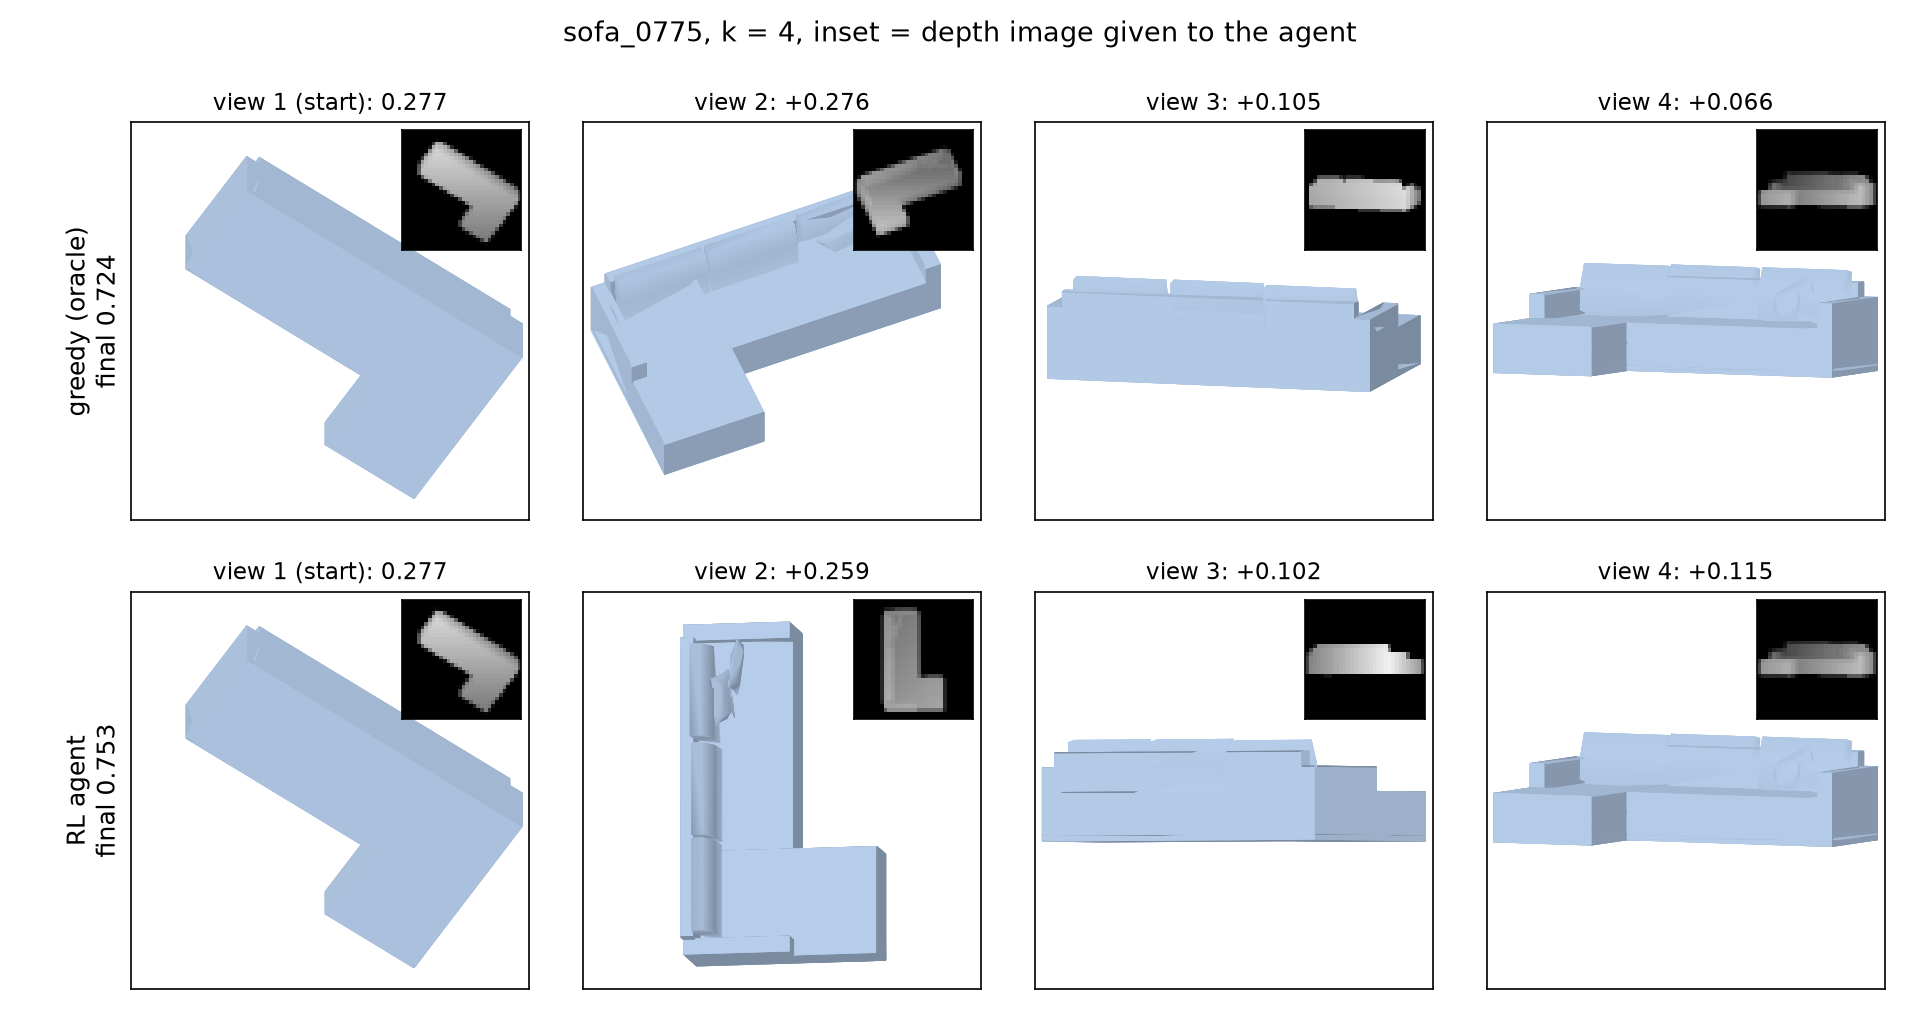 sofa_0775, k = 4, inset = depth image given to the agent
greedy (oracle)
final 0.724
view 1 (start): 0.277
view 2: +0.276
view 3: +0.105
view 4: +0.066
RL agent
final 0.753
view 1 (start): 0.277
view 2: +0.259
view 3: +0.102
view 4: +0.115